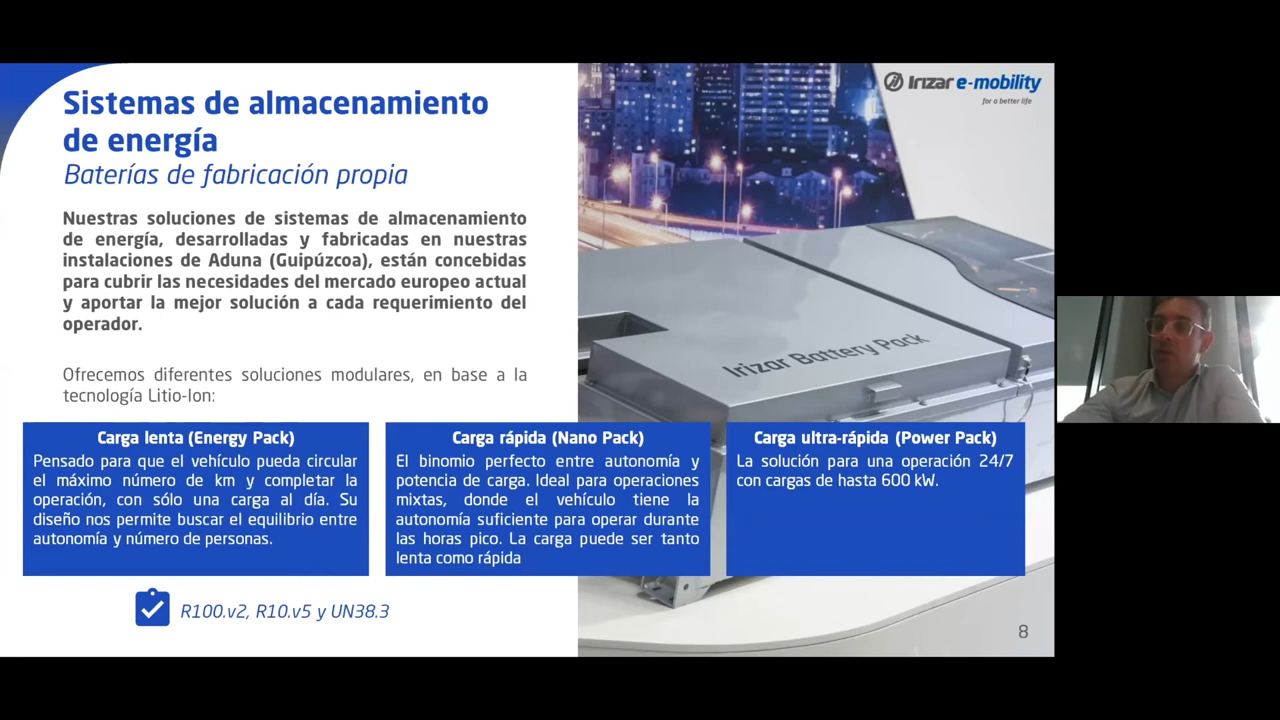 Sistemas de almacenamiento
de energía
Baterías de fabricación propia
Nuestras soluciones de sistemas de almacenamiento
de energía, desarrolladas y fabricadas en nuestras
instalaciones de Aduna (Guipúzcoa), están concebidas
para cubrir las necesidades del mercado europeo actual
y aportar la mejor solución a cada requerimiento del
operador.
Ofrecemos diferentes soluciones modulares, en base a la
tecnología Litio-Ion:
Irizar e-mobility
for a better life
Irizar Battery Pack
Carga lenta (Energy Pack)
Pensado para que el vehículo pueda circular
el máximo número de km y completar la
operación, con sólo una carga al día. Su
diseño nos permite buscar el equilibrio entre
autonomía y número de personas.
Carga rápida (Nano Pack)
El binomio perfecto entre autonomía y
potencia de carga. Ideal para operaciones
mixtas, donde el vehículo tiene la
autonomía suficiente para operar durante
las horas pico. La carga puede ser tanto
lenta como rápida
Carga ultra-rápida (Power Pack)
La solución para una operación 24/7
con cargas de hasta 600 kW.
R100.v2, R10.v5 y UN38.3
8